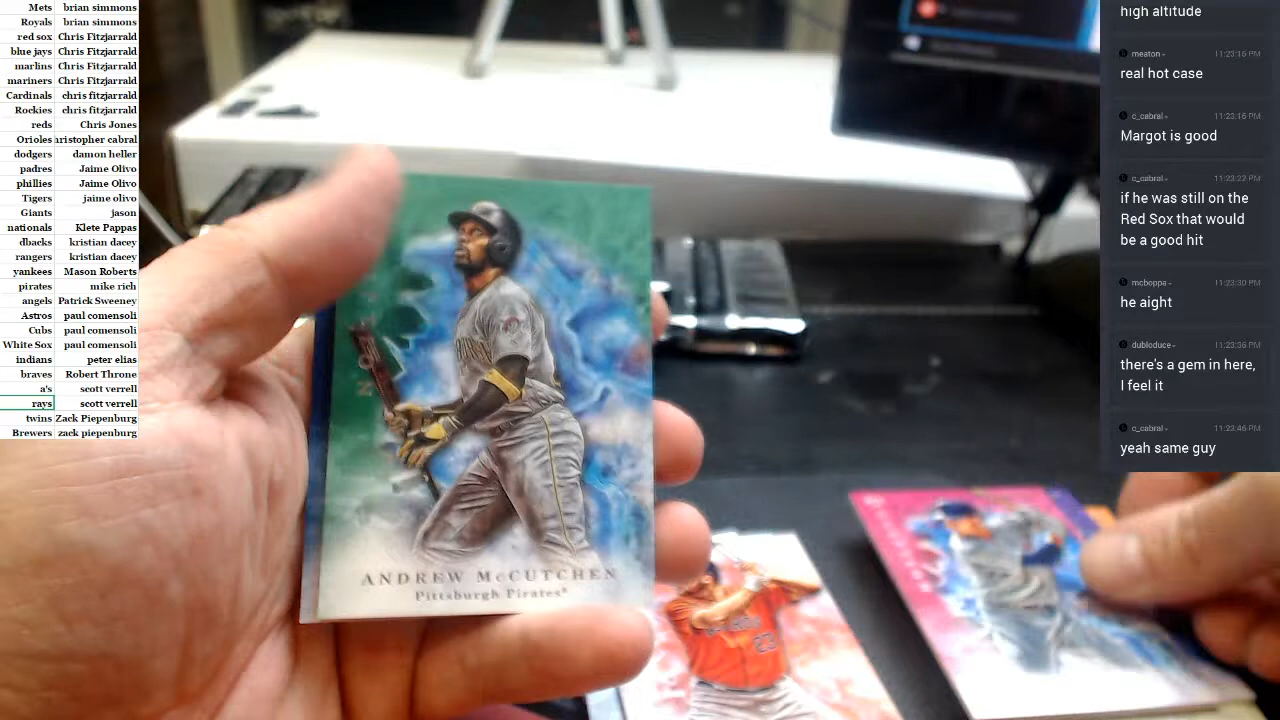 Mets brian simmons
Royals brian simmons
red sox Chris Fitzjarrald
blue jays Chris Fitzjarrald
marlins Chris Fitzjarrald
mariners Chris Fitzjarrald
Cardinals chris fitzjarrald
Rockies chris fitzjarrald
reds Chris Jones
Orioles hristopher cabral
dodgers damon heller
padres Jaime Olivo
phillies Jaime Olivo
Tigers jaime olivo
Giants jason
nationals Klete Pappas
dbacks kristian dacey
rangers kristian dacey
yankees Mason Roberts
pirates mike rich
angels Patrick Sweeney
Astros paul comensoli
Cubs paul comensoli
White Sox paul comensoli
indians peter elias
braves Robert Throne
a's scott verrell
rays scott verrell
twins Zack Piepenburg
Brewers zack piepenburg
ANDREW McCUTCHEN
Pittsburgh Pirates®
23
high altitude
meaton 11:23:15 PM
real hot case
c_cabral 11:23:16 PM
Margot is good
c_cabral 11:23:22 PM
if he was still on the
Red Sox that would
be a good hit
mcboppa 11:23:30 PM
he aight
dubloduce 11:23:36 PM
there's a gem in here,
I feel it
c_cabral 11:23:46 PM
yeah same guy